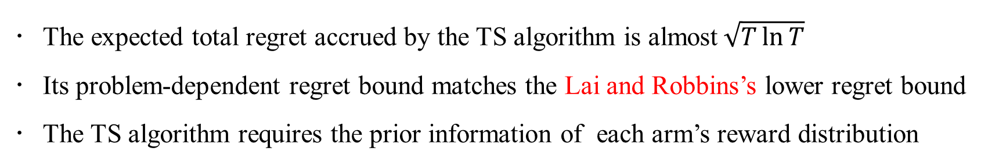 · The expected total regret accrued by the TS algorithm is almost √T ln T
· Its problem-dependent regret bound matches the Lai and Robbins’s lower regret bound
· The TS algorithm requires the prior information of each arm’s reward distribution